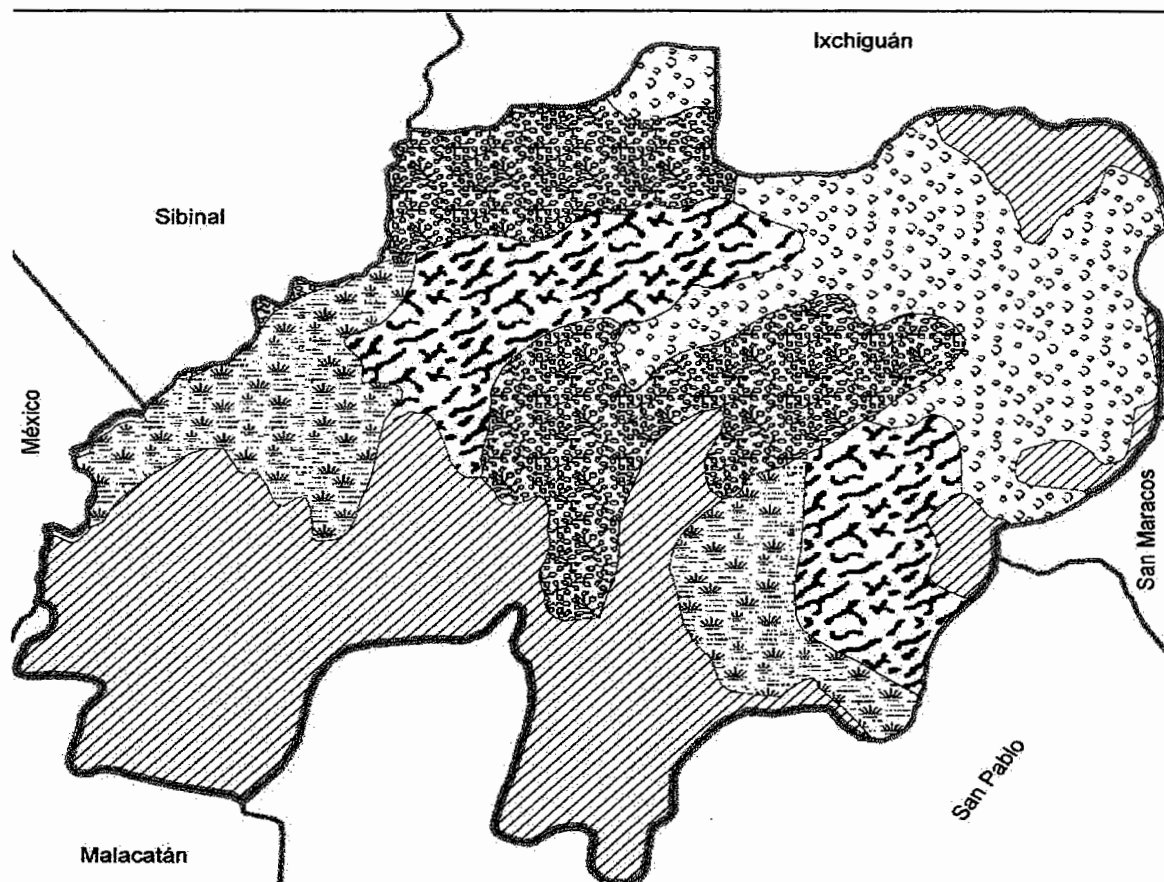 Ixchiguán
Sibinal
México
San Maracos
San Pablo
Malacatán